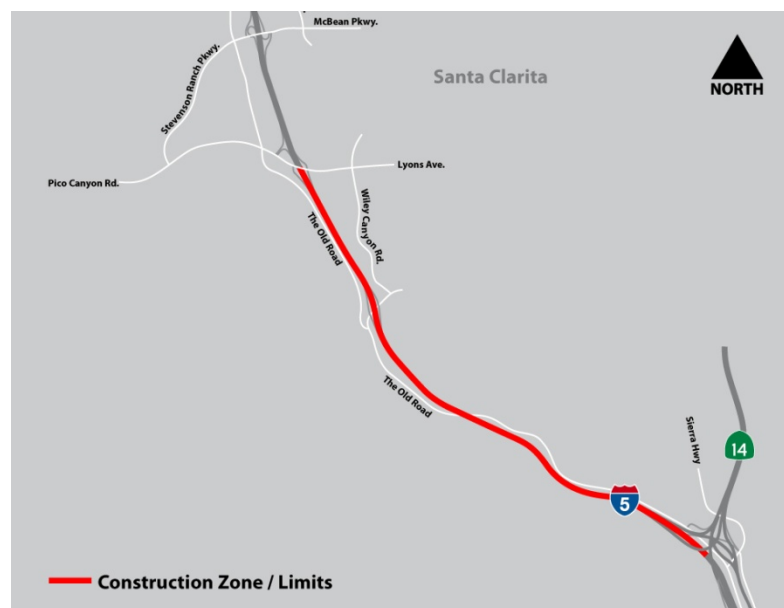 McBean Pkwy.
Santa Clarita
NORTH
Stevenson Ranch Pkwy.
Lyons Ave.
Pico Canyon Rd.
Wiley Canyon Rd.
The Old Road
The Old Road
Sierra Hwy
14
5
Construction Zone / Limits